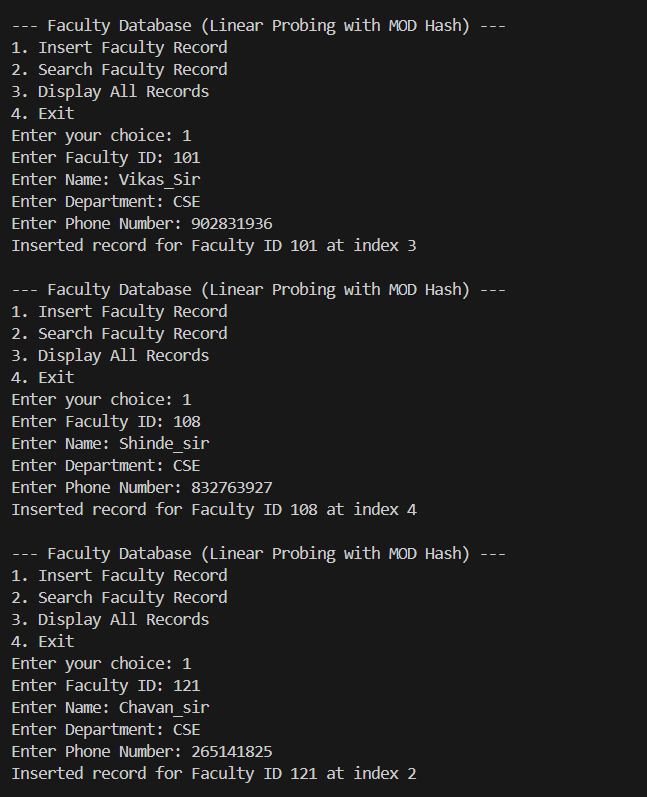 --- Faculty Database (Linear Probing with MOD Hash) ---
1. Insert Faculty Record
2. Search Faculty Record
3. Display All Records
4. Exit
Enter your choice: 1
Enter Faculty ID: 101
Enter Name: Vikas_Sir
Enter Department: CSE
Enter Phone Number: 902831936
Inserted record for Faculty ID 101 at index 3

--- Faculty Database (Linear Probing with MOD Hash) ---
1. Insert Faculty Record
2. Search Faculty Record
3. Display All Records
4. Exit
Enter your choice: 1
Enter Faculty ID: 108
Enter Name: Shinde_sir
Enter Department: CSE
Enter Phone Number: 832763927
Inserted record for Faculty ID 108 at index 4

--- Faculty Database (Linear Probing with MOD Hash) ---
1. Insert Faculty Record
2. Search Faculty Record
3. Display All Records
4. Exit
Enter your choice: 1
Enter Faculty ID: 121
Enter Name: Chavan_sir
Enter Department: CSE
Enter Phone Number: 265141825
Inserted record for Faculty ID 121 at index 2